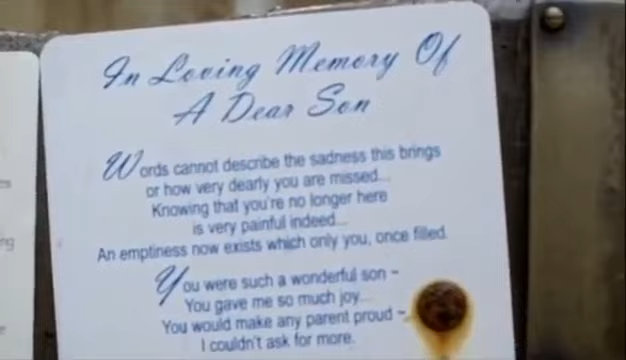 In Loving Memory Of
A Dear Son
Words cannot describe the sadness this brings
or how very dearly you are missed...
Knowing that you're no longer here
is very painful indeed...
An emptiness now exists which only you, once filled.
You were such a wonderful son ~
You gave me so much joy...
You would make any parent proud ~
I couldn't ask for more.